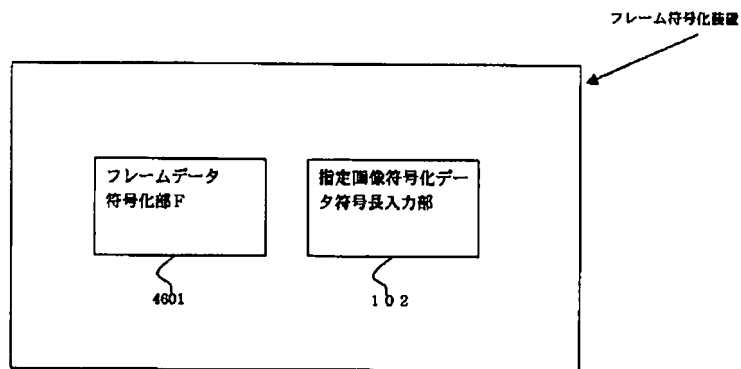 フレーム符号化装置
フレームデータ
符号化部F
指定画像符号化デー
タ符号長入力部
4601
102